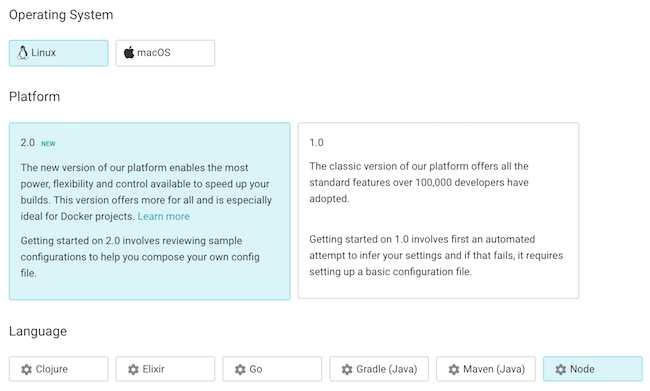 Operating System
Linux
macOS
Platform
2.0 NEW
The new version of our platform enables the most
power, flexibility and control available to speed up your
builds. This version offers more for all and is especially
ideal for Docker projects. Learn more
Getting started on 2.0 involves reviewing sample
configurations to help you compose your own config
file.
1.0
The classic version of our platform offers all the
standard features over 100,000 developers have
adopted.
Getting started on 1.0 involves first an automated
attempt to infer your settings and if that fails, it requires
setting up a basic configuration file.
Language
Clojure
Elixir
Go
Gradle (Java)
Maven (Java)
Node